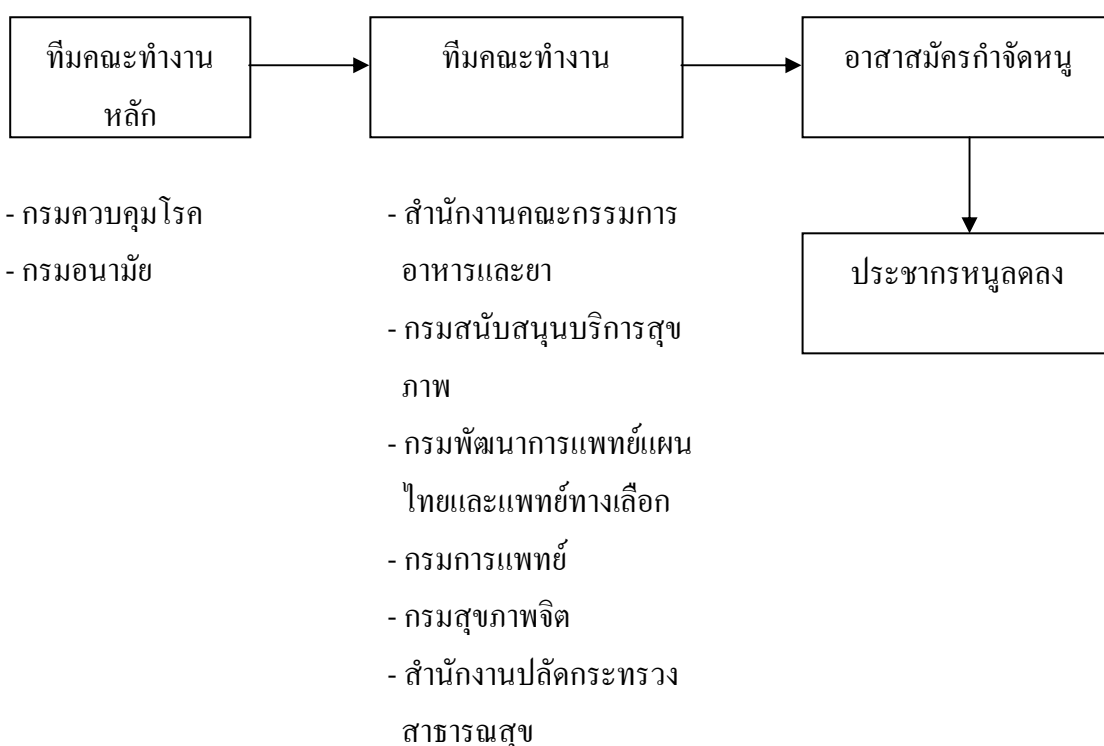 ทีมคณะทำงาน
หลัก
ทีมคณะทำงาน
อาสาสมัครกำจัดหนู
ประชากรหนูลดลง
- กรมควบคุมโรค
- กรมอนามัย
- สำนักงานคณะกรรมการ
อาหารและยา
- กรมสนับสนุนบริการสุข
ภาพ
- กรมพัฒนาการแพทย์แผน
ไทยและแพทย์ทางเลือก
- กรมการแพทย์
- กรมสุขภาพจิต
- สำนักงานปลัดกระทรวง
สาธารณสุข